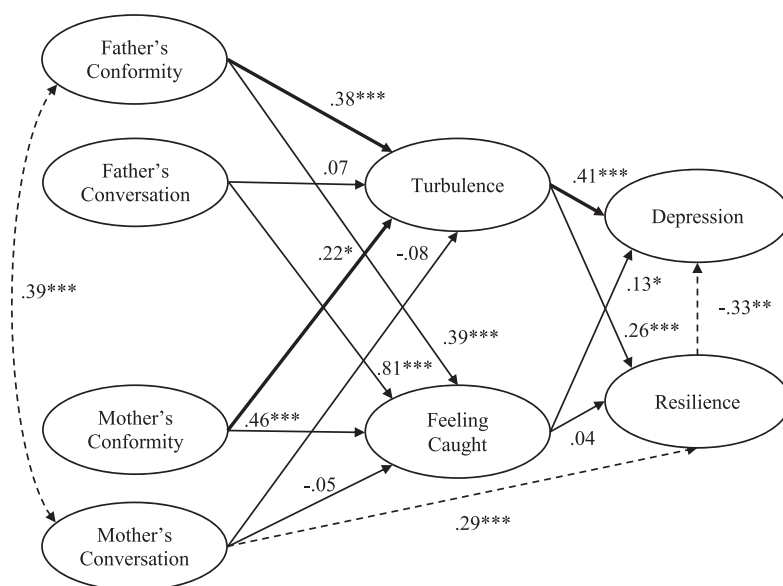 Father's
Conformity
.38***
Father's
Conversation
.07
Turbulence
.41***
Depression
.22*
-.08
.39***
.13*
-.33**
.26***
.39***
.81***
Mother's
Conformity
.46***
Feeling
Caught
.04
Resilience
-.05
.29***
Mother's
Conversation